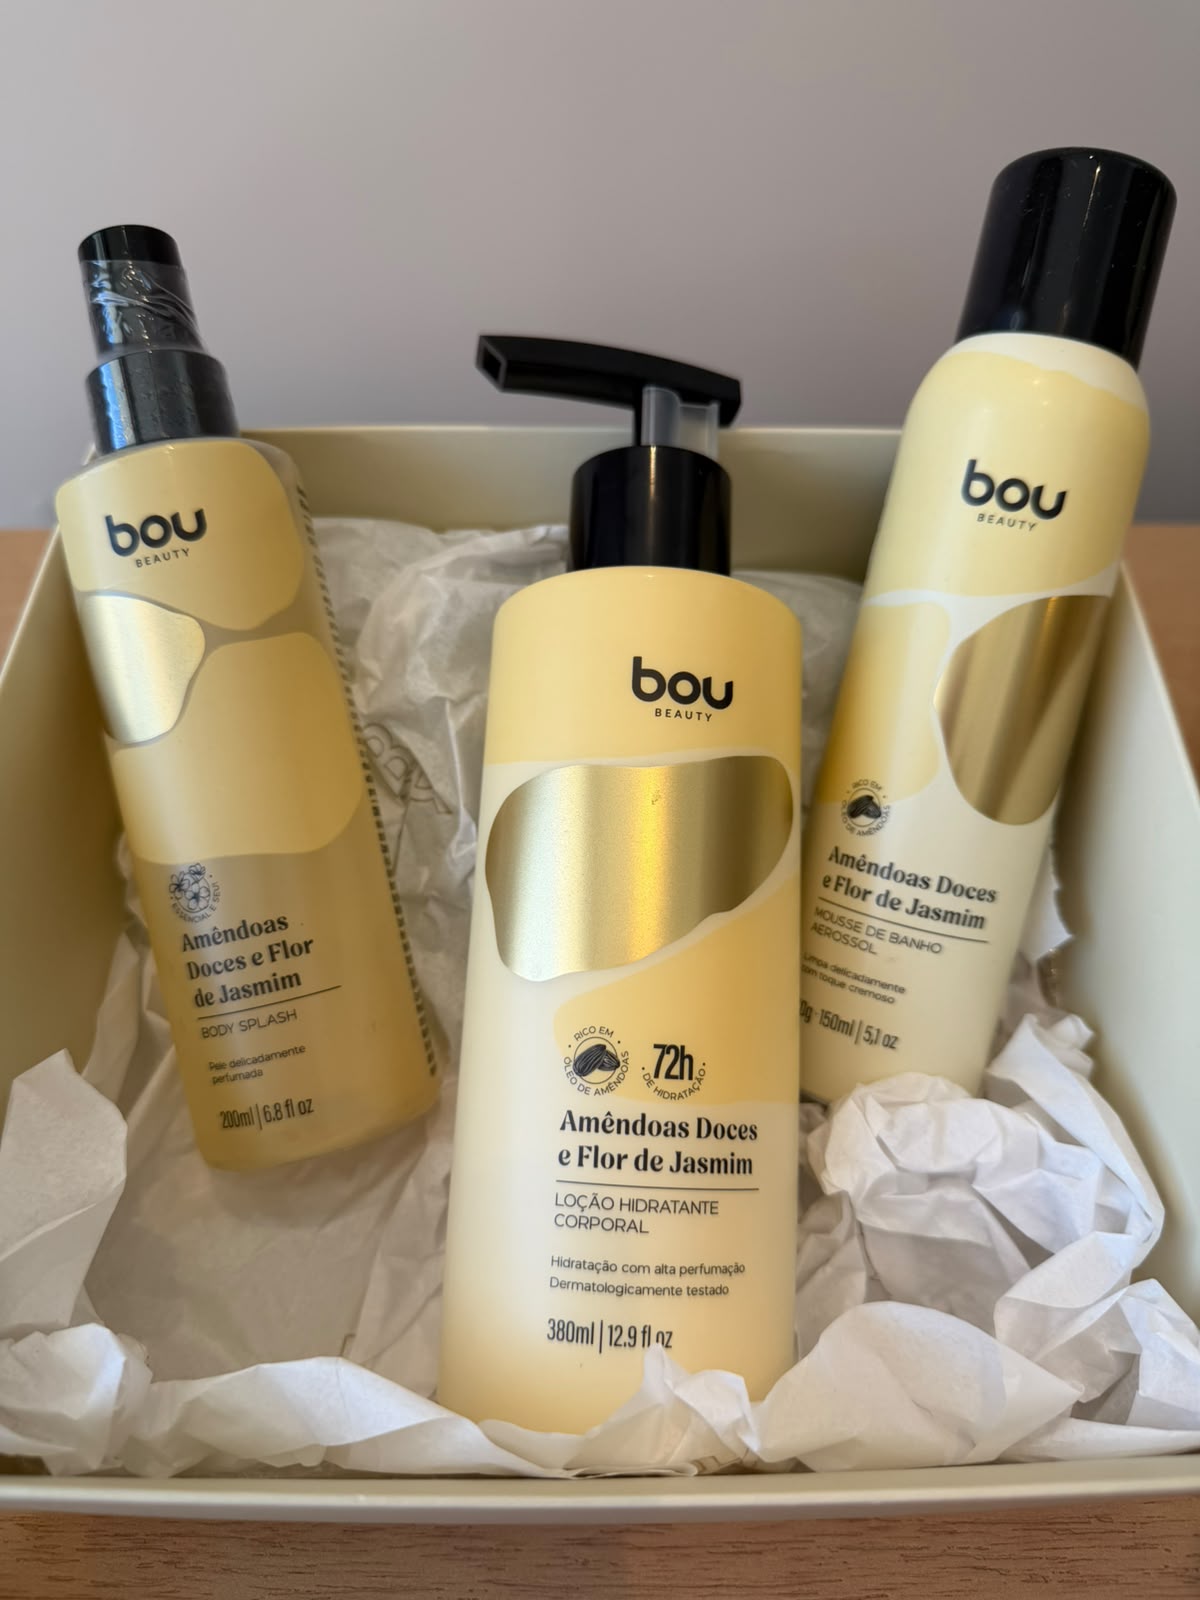 bou
BEAUTY
ESSENCIAL E SEU!
Amêndoas
Doces e Flor
de Jasmim
BODY SPLASH
Pele delicadamente
perfumada
200ml | 6.8 fl oz
bou
BEAUTY
RICO EM
ÓLEO DE AMÊNDOAS
72h
DE HIDRATAÇÃO
Amêndoas Doces
e Flor de Jasmim
LOÇÃO HIDRATANTE
CORPORAL
Hidratação com alta perfumação
Dermatologicamente testado
380ml | 12.9 fl oz
bou
BEAUTY
RICO EM
ÓLEO DE AMÊNDOAS
Amêndoas Doces
e Flor de Jasmim
MOUSSE DE BANHO
AEROSSOL
Limpa delicadamente
com toque cremoso
150ml | 5,1 oz